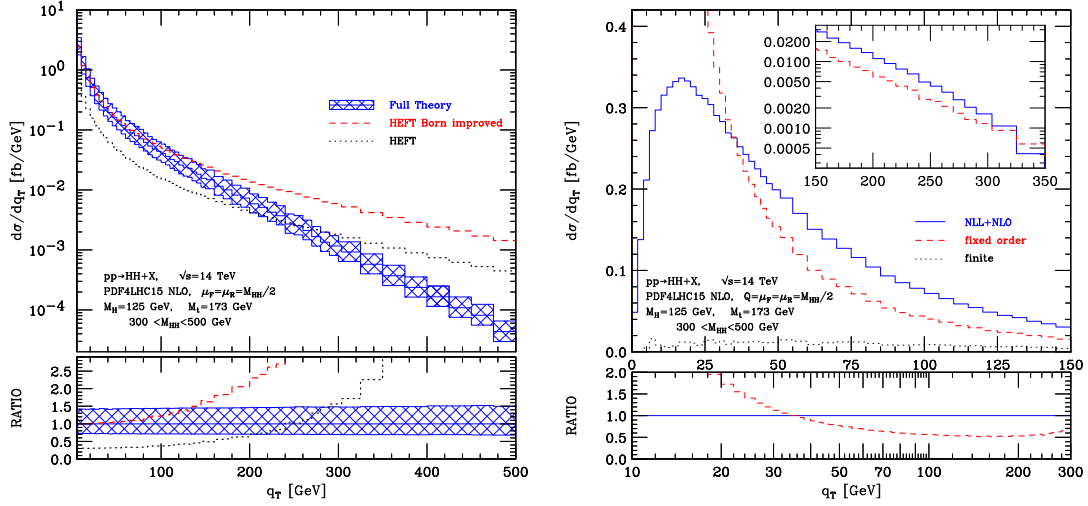 10^1
10^0
10^-1
10^-2
10^-3
10^-4
dσ/dq_T [fb/GeV]
Full Theory
HEFT Born improved
HEFT
pp→HH+X, √s=14 TeV
PDF4LHC15 NLO, μ_F=μ_R=M_HH/2
M_H=125 GeV, M_t=173 GeV
300 <M_HH<500 GeV
2.5
2.0
1.5
1.0
0.5
0.0
RATIO
100 200 300 400 500
q_T [GeV]
0.4
0.3
0.2
0.1
0.0
dσ/dq_T [fb/GeV]
0.0200
0.0100
0.0050
0.0020
0.0010
0.0005
150 200 250 300 350
NLL+NLO
fixed order
finite
pp→HH+X, √s=14 TeV
PDF4LHC15 NLO, Q=μ_F=μ_R=M_HH/2
M_H=125 GeV, M_t=173 GeV
300 <M_HH<500 GeV
0 25 50 75 100 125 150
2.0
1.5
1.0
0.5
0.0
RATIO
10 20 30 50 70 100 200 300
q_T [GeV]